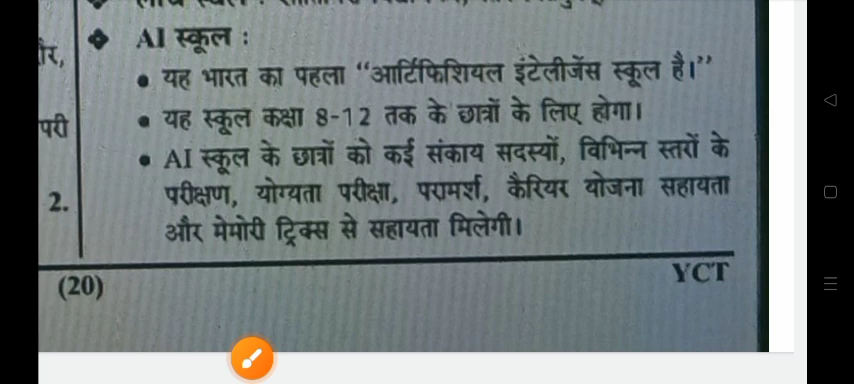 ❖ AI स्कूल :
र,
• यह भारत का पहला “आर्टिफिशियल इंटेलीजेंस स्कूल है।”
• यह स्कूल कक्षा 8-12 तक के छात्रों के लिए होगा।
परी
• AI स्कूल के छात्रों को कई संकाय सदस्यों, विभिन्न स्तरों के
परीक्षण, योग्यता परीक्षा, परामर्श, कैरियर योजना सहायता
2.
और मेमोरी ट्रिक्स से सहायता मिलेगी।
(20) YCT